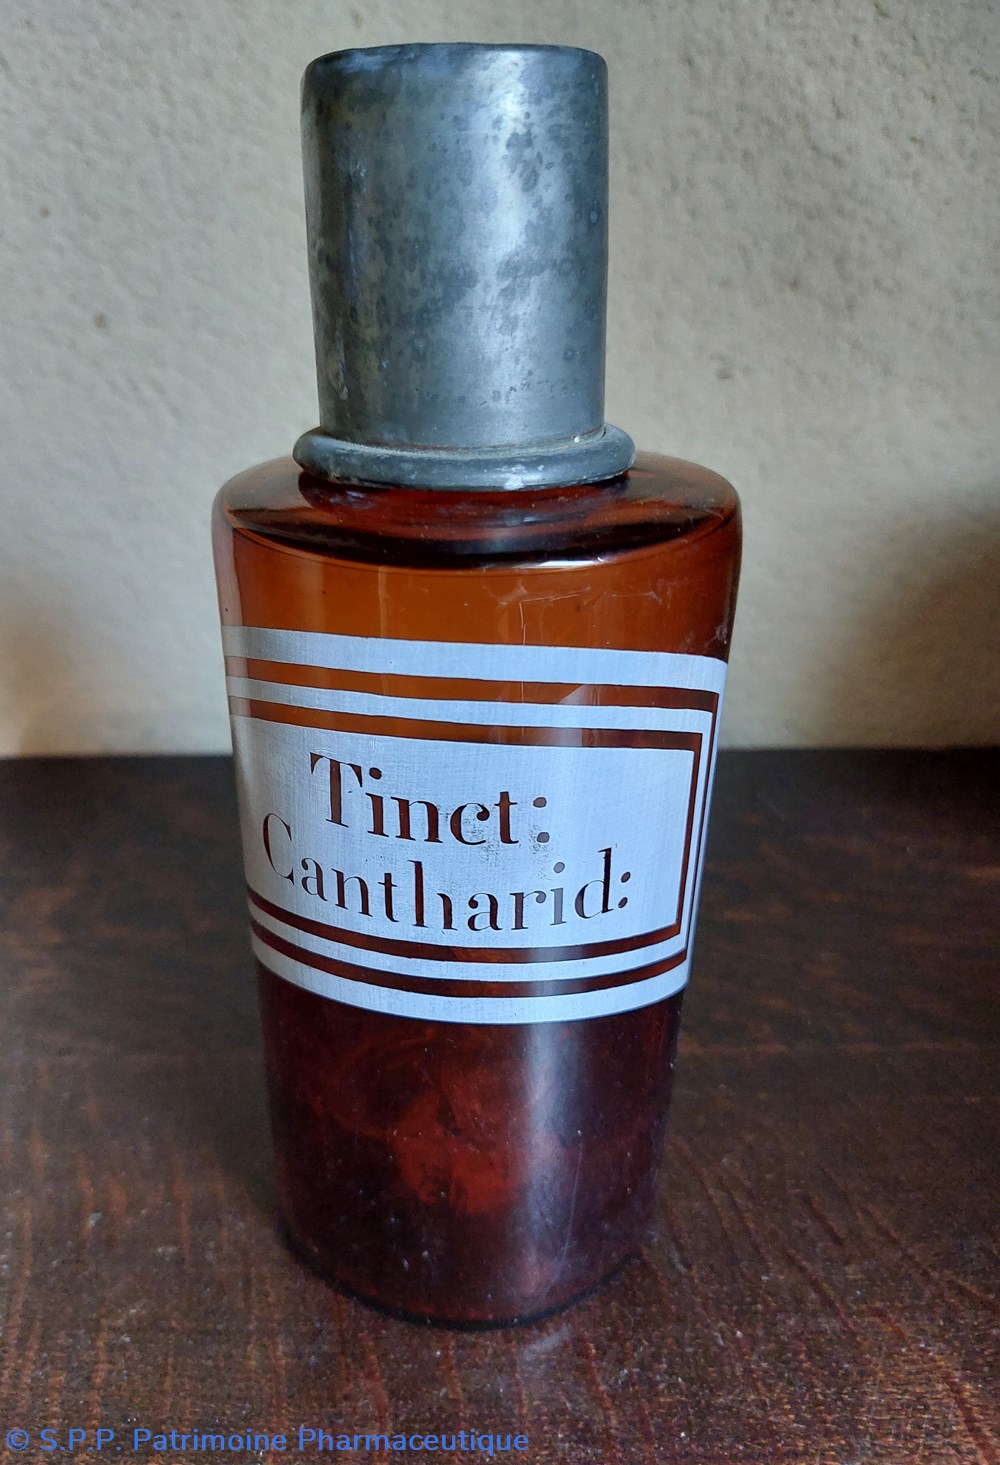 Tinct:
Cantharid:
© S.P.P. Patrimoine Pharmaceutique